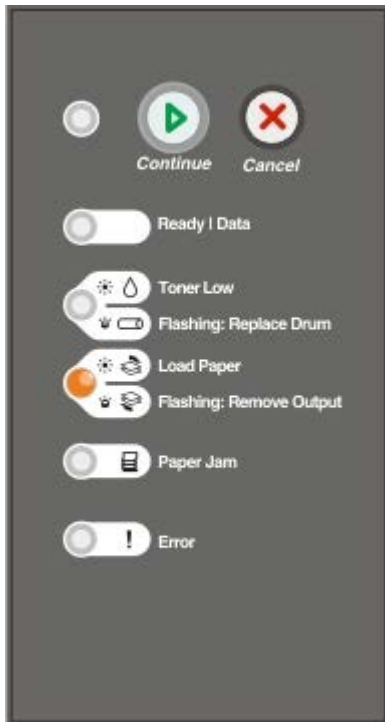 Continue Cancel
Ready | Data
Toner Low
Flashing: Replace Drum
Load Paper
Flashing: Remove Output
Paper Jam
! Error